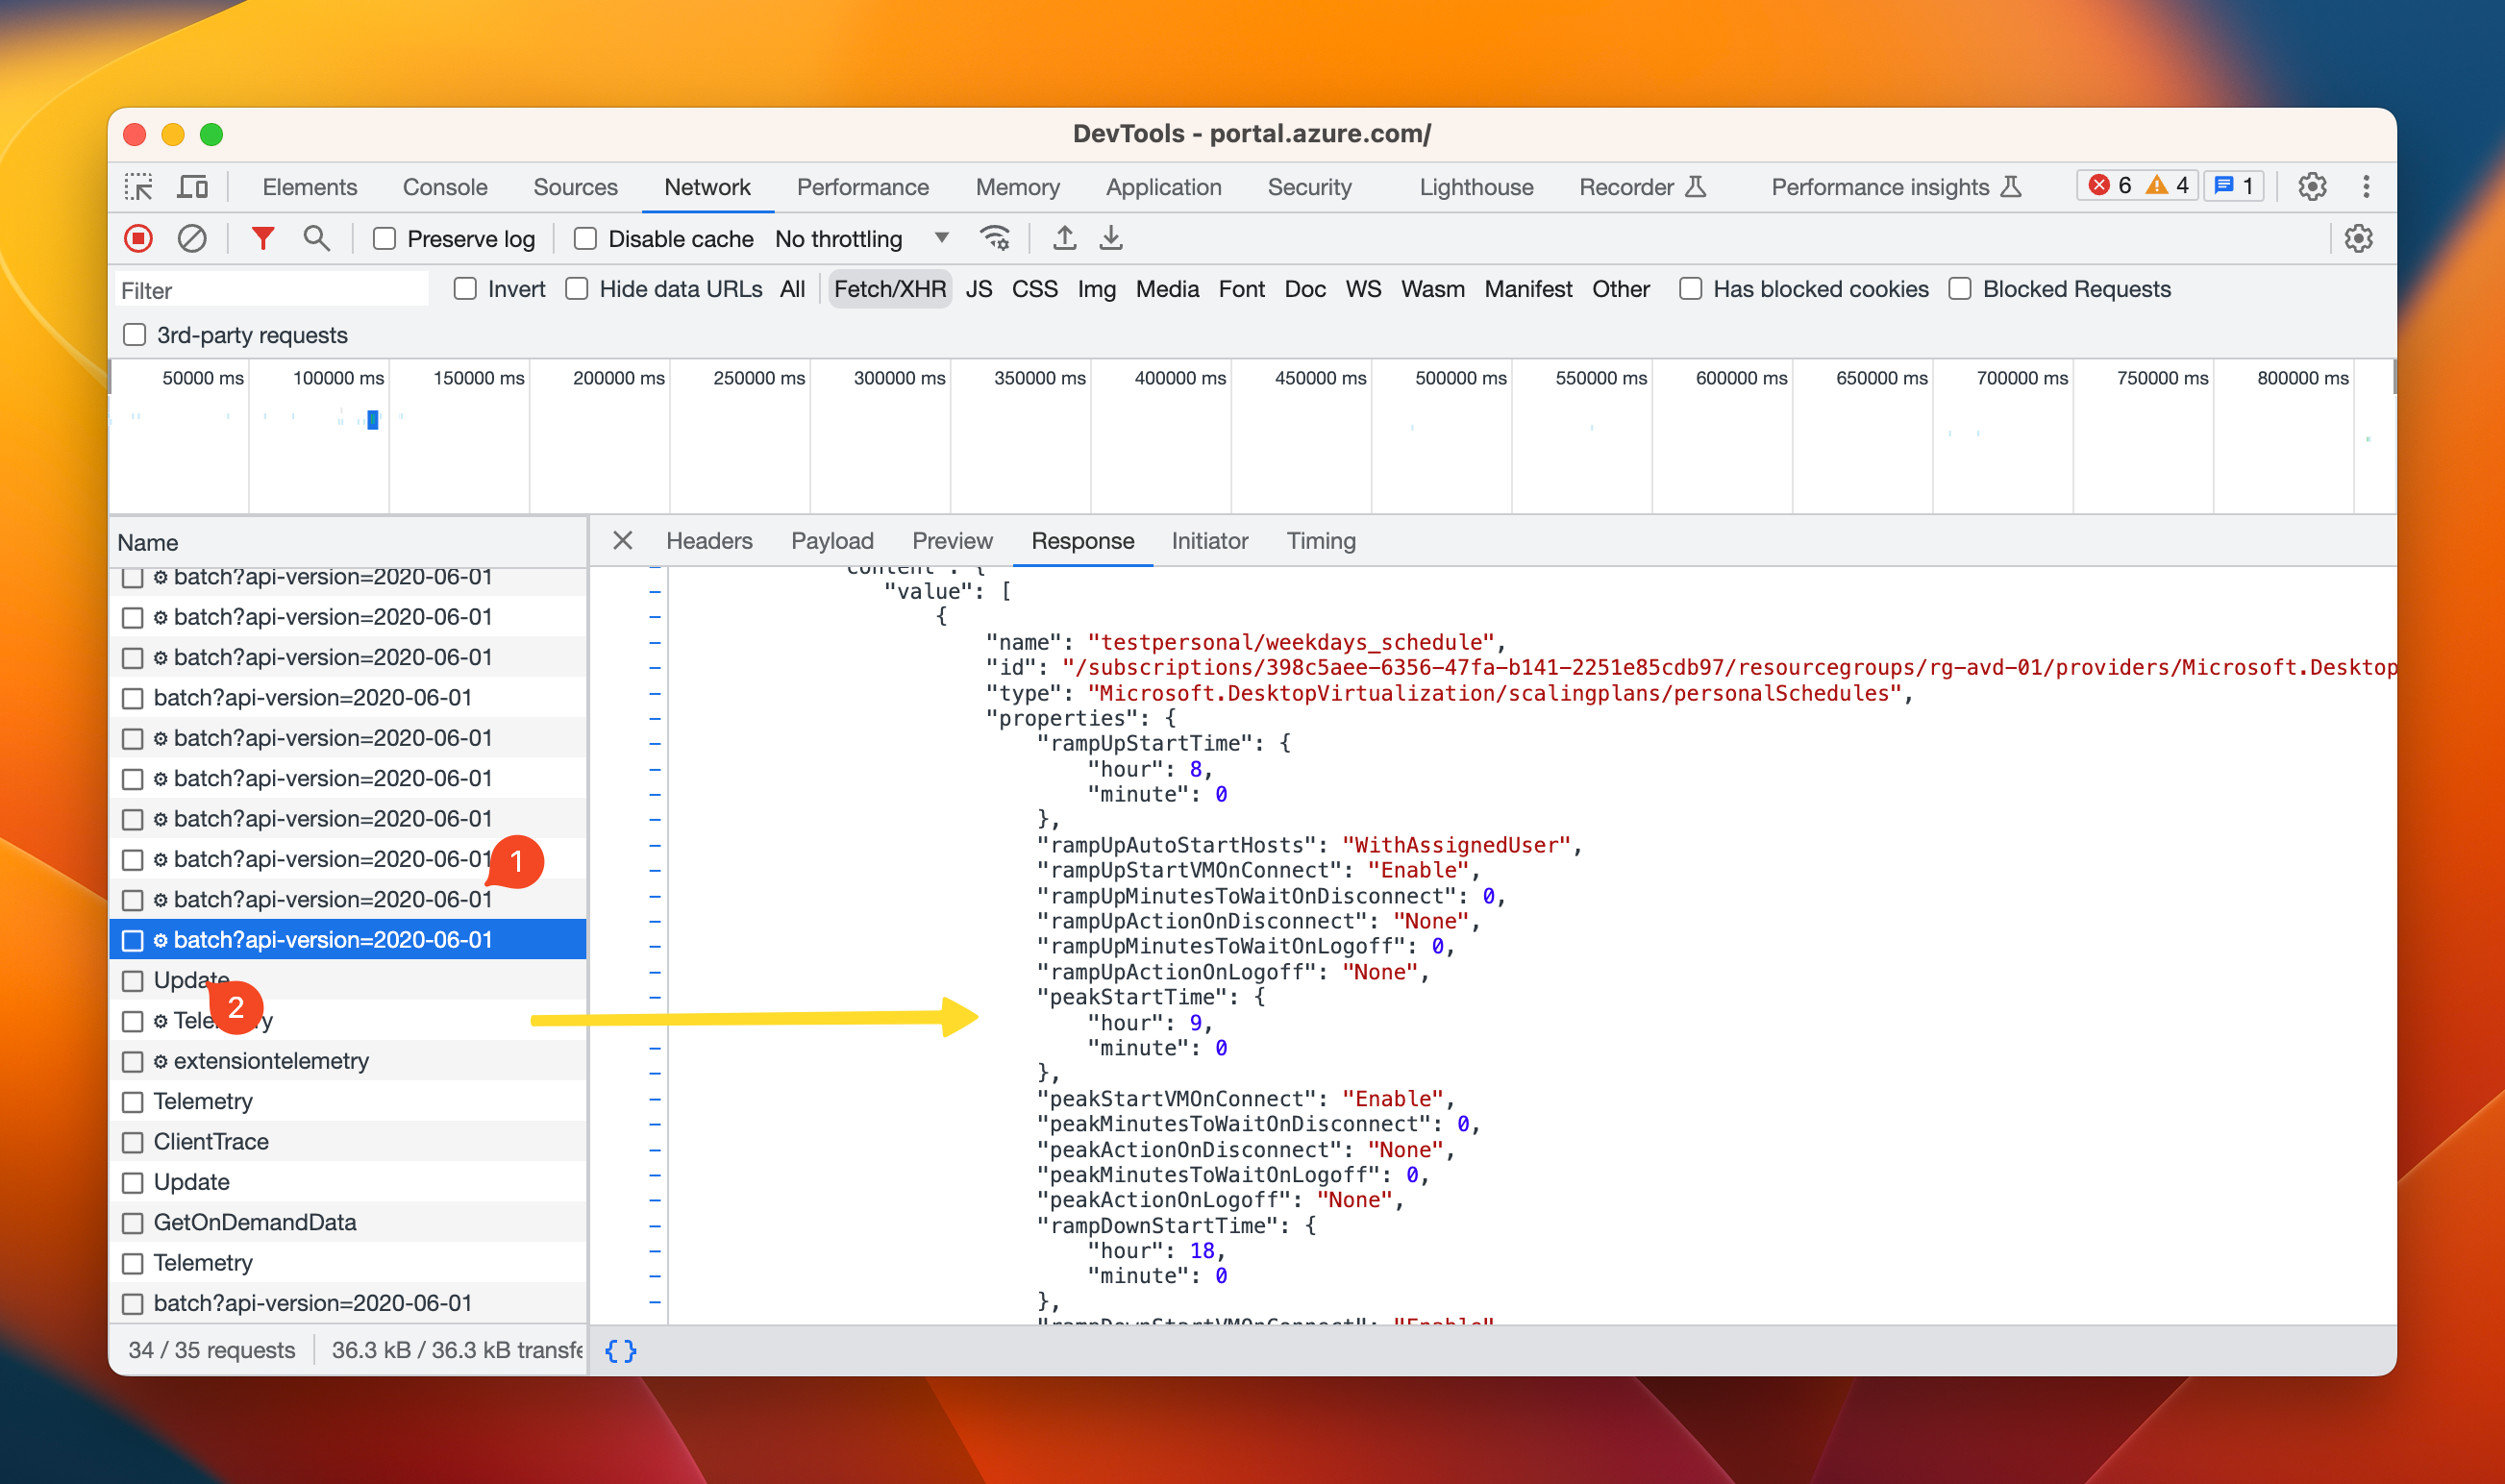 DevTools - portal.azure.com/
Elements Console Sources Network Performance Memory Application Security Lighthouse Recorder Performance insights 6 4 1
Preserve log Disable cache No throttling
Filter Invert Hide data URLs All Fetch/XHR JS CSS Img Media Font Doc WS Wasm Manifest Other Has blocked cookies Blocked Requests
3rd-party requests
50000 ms 100000 ms 150000 ms 200000 ms 250000 ms 300000 ms 350000 ms 400000 ms 450000 ms 500000 ms 550000 ms 600000 ms 650000 ms 700000 ms 750000 ms 800000 ms
Name
batch?api-version=2020-06-01
batch?api-version=2020-06-01
batch?api-version=2020-06-01
batch?api-version=2020-06-01
batch?api-version=2020-06-01
batch?api-version=2020-06-01
batch?api-version=2020-06-01
batch?api-version=2020-06-01
1
batch?api-version=2020-06-01
batch?api-version=2020-06-01
Update
2
Telemetry
extensiontelemetry
Telemetry
ClientTrace
Update
GetOnDemandData
Telemetry
batch?api-version=2020-06-01
34 / 35 requests 36.3 kB / 36.3 kB transfe
Headers Payload Preview Response Initiator Timing
content": {
"value": [
{
"name": "testpersonal/weekdays_schedule",
"id": "/subscriptions/398c5aee-6356-47fa-b141-2251e85cdb97/resourcegroups/rg-avd-01/providers/Microsoft.Desktop
"type": "Microsoft.DesktopVirtualization/scalingplans/personalSchedules",
"properties": {
"rampUpStartTime": {
"hour": 8,
"minute": 0
},
"rampUpAutoStartHosts": "WithAssignedUser",
"rampUpStartVMOnConnect": "Enable",
"rampUpMinutesToWaitOnDisconnect": 0,
"rampUpActionOnDisconnect": "None",
"rampUpMinutesToWaitOnLogoff": 0,
"rampUpActionOnLogoff": "None",
"peakStartTime": {
"hour": 9,
"minute": 0
},
"peakStartVMOnConnect": "Enable",
"peakMinutesToWaitOnDisconnect": 0,
"peakActionOnDisconnect": "None",
"peakMinutesToWaitOnLogoff": 0,
"peakActionOnLogoff": "None",
"rampDownStartTime": {
"hour": 18,
"minute": 0
},
"rampDownStartVMOnConnect": "Enable"
{ }